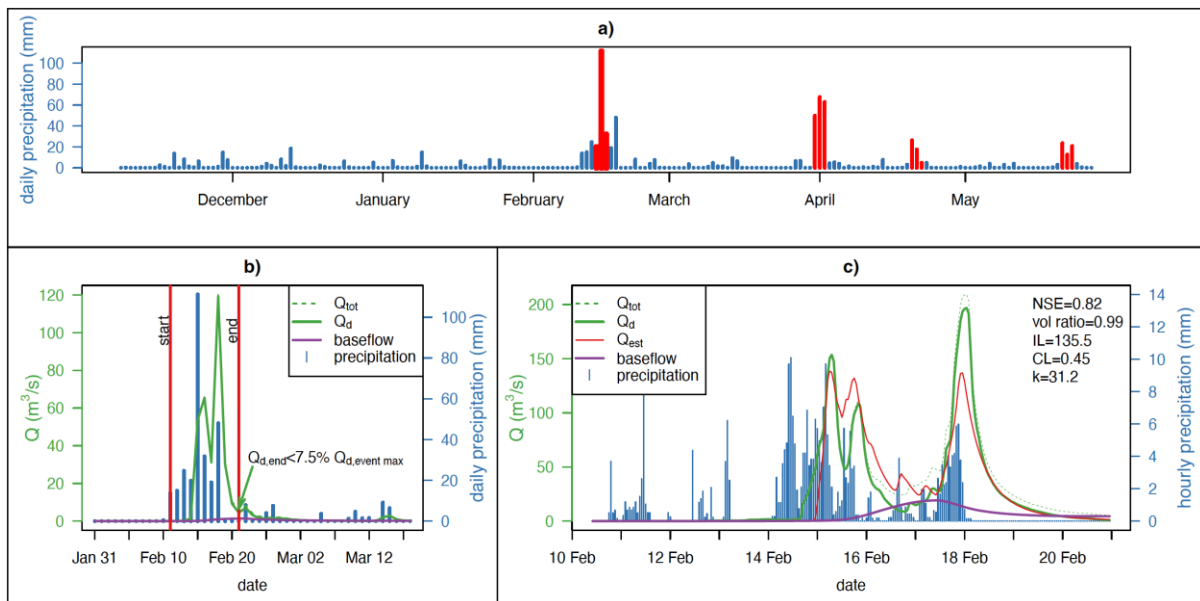 a)
daily precipitation (mm)
100
80
60
40
20
0
December January February March April May
b)
Q (m³/s)
120
100
80
60
40
20
0
start
end
Q_tot
Q_d
baseflow
precipitation
Q_d,end<7.5% Q_d,event max
100
80
60
40
20
0
daily precipitation (mm)
Jan 31 Feb 10 Feb 20 Mar 02 Mar 12
date
c)
Q (m³/s)
200
150
100
50
0
Q_tot
Q_d
Q_est
baseflow
precipitation
NSE=0.82
vol ratio=0.99
IL=135.5
CL=0.45
k=31.2
14
12
10
8
6
4
2
0
hourly precipitation (mm)
10 Feb 12 Feb 14 Feb 16 Feb 18 Feb 20 Feb
date